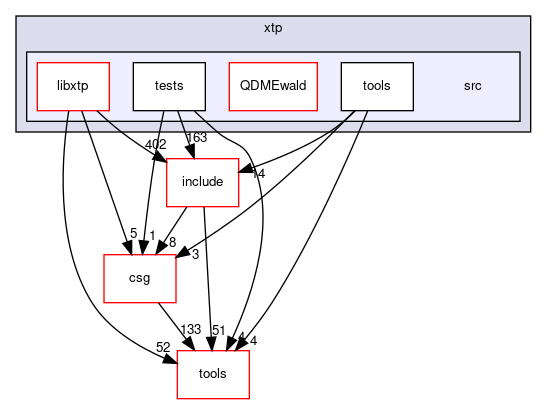 xtp
libxtp
tests
QDMEwald
tools
src
402
163
14
include
5
1
8
3
csg
133
51
4
4
52
tools